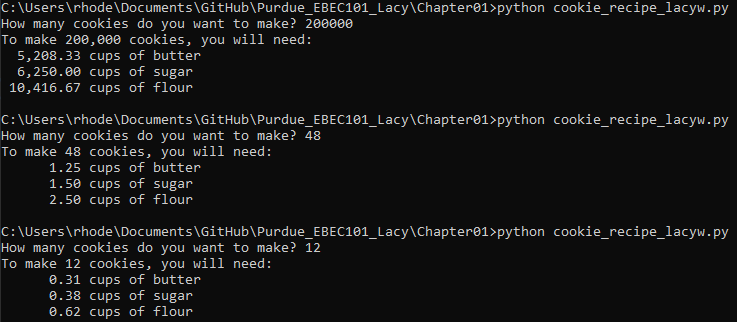 C:\Users\rhode\Documents\GitHub\Purdue_EBEC101_Lacy\Chapter01>python cookie_recipe_lacyw.py
How many cookies do you want to make? 200000
To make 200,000 cookies, you will need:
  5,208.33 cups of butter
  6,250.00 cups of sugar
 10,416.67 cups of flour

C:\Users\rhode\Documents\GitHub\Purdue_EBEC101_Lacy\Chapter01>python cookie_recipe_lacyw.py
How many cookies do you want to make? 48
To make 48 cookies, you will need:
      1.25 cups of butter
      1.50 cups of sugar
      2.50 cups of flour

C:\Users\rhode\Documents\GitHub\Purdue_EBEC101_Lacy\Chapter01>python cookie_recipe_lacyw.py
How many cookies do you want to make? 12
To make 12 cookies, you will need:
      0.31 cups of butter
      0.38 cups of sugar
      0.62 cups of flour